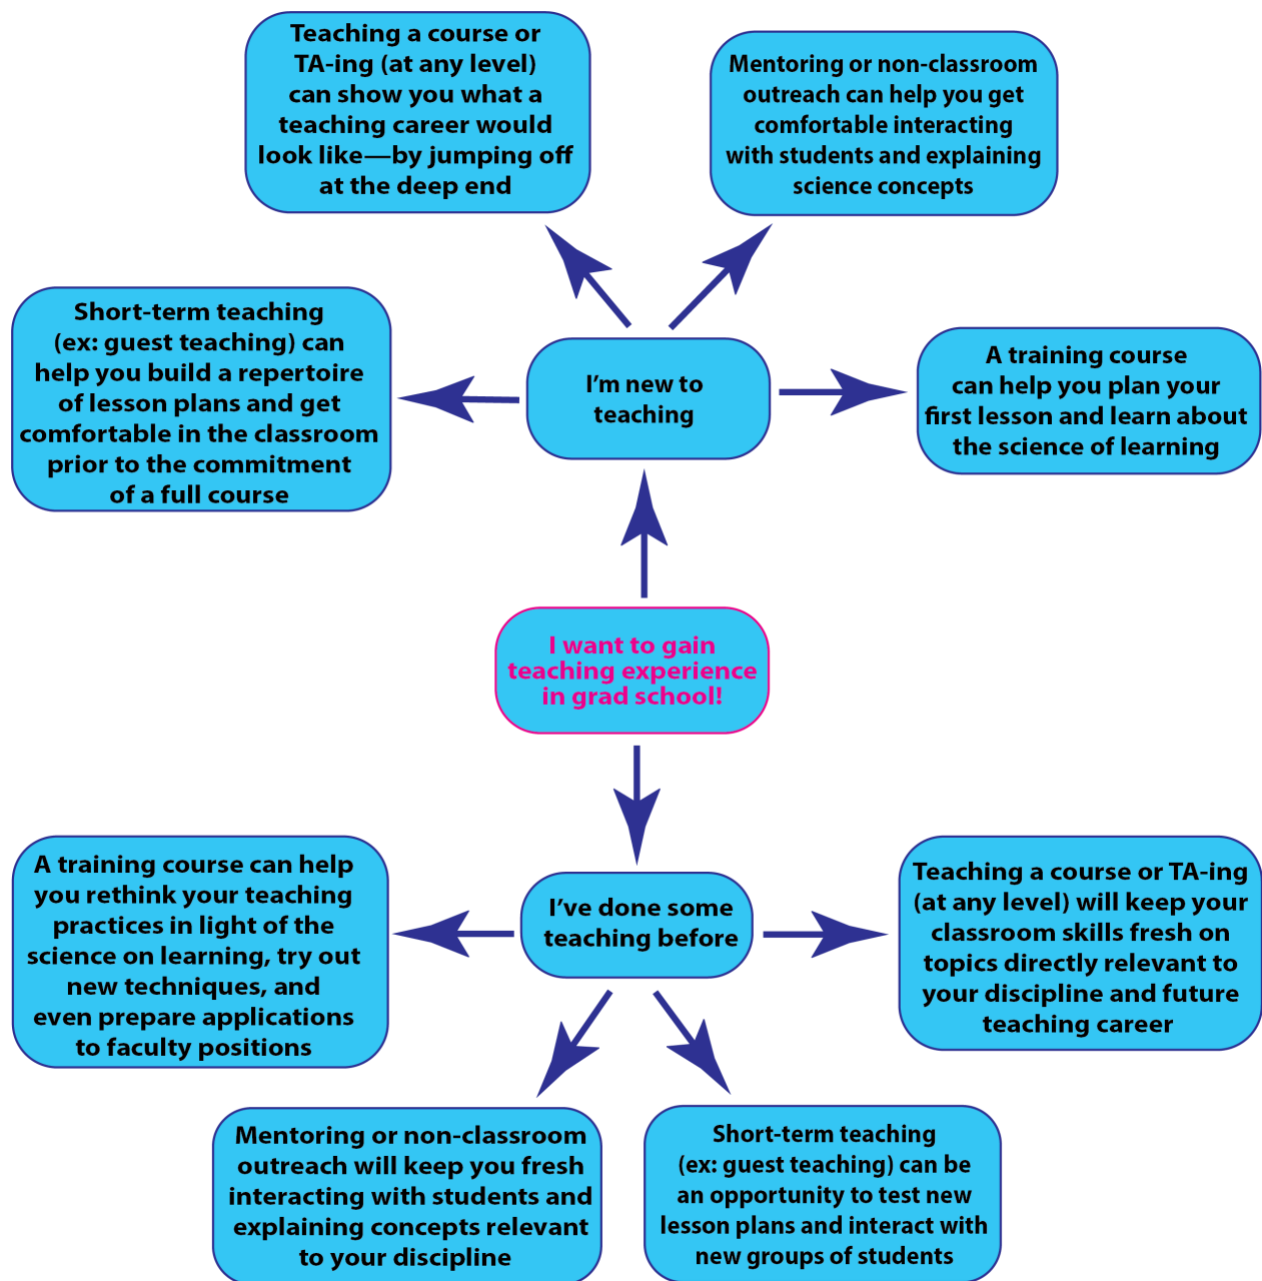 Teaching a course or
TA-ing (at any level)
can show you what a
teaching career would
look like—by jumping off
at the deep end
Mentoring or non-classroom
outreach can help you get
comfortable interacting
with students and explaining
science concepts
Short-term teaching
(ex: guest teaching) can
help you build a repertoire
of lesson plans and get
comfortable in the classroom
prior to the commitment
of a full course
I'm new to
teaching
A training course
can help you plan your
first lesson and learn about
the science of learning
I want to gain
teaching experience
in grad school!
A training course can help
you rethink your teaching
practices in light of the
science on learning, try out
new techniques, and
even prepare applications
to faculty positions
I've done some
teaching before
Teaching a course or TA-ing
(at any level) will keep your
classroom skills fresh on
topics directly relevant to
your discipline and future
teaching career
Mentoring or non-classroom
outreach will keep you fresh
interacting with students and
explaining concepts relevant
to your discipline
Short-term teaching
(ex: guest teaching) can be
an opportunity to test new
lesson plans and interact with
new groups of students